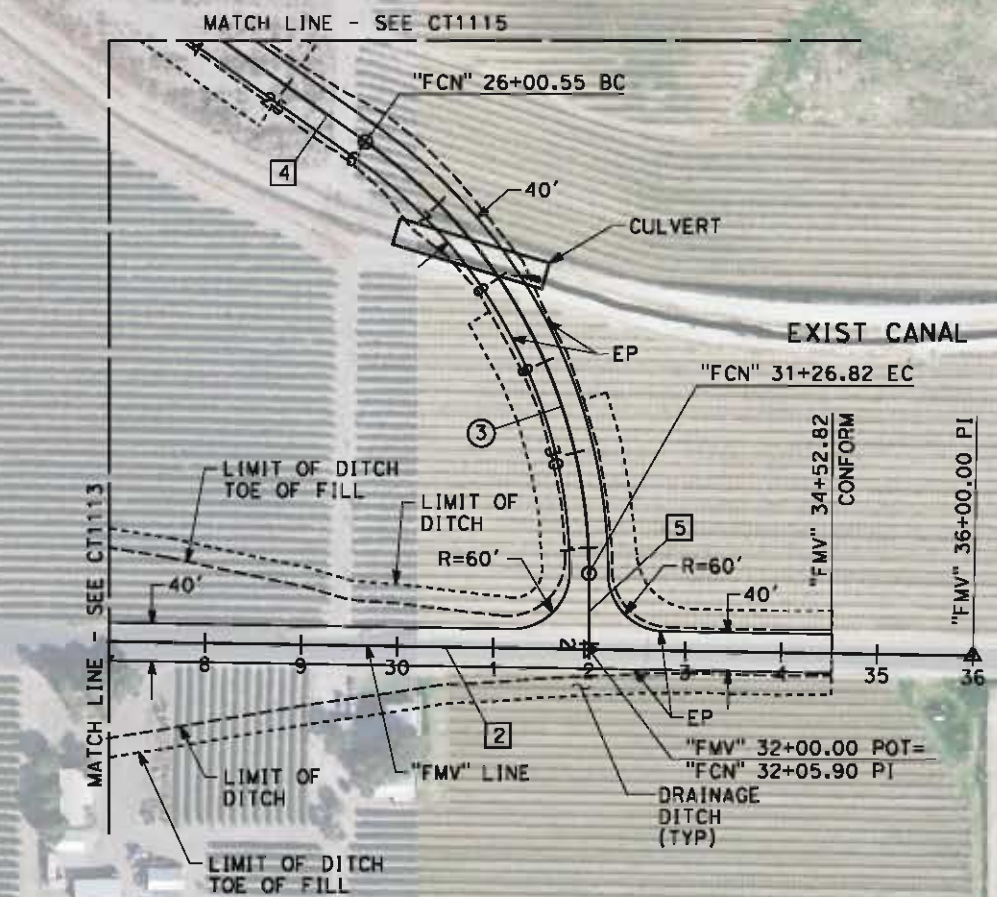 MATCH LINE - SEE CT1115
"FCN" 26+00.55 BC
25
4
6
40'
CULVERT
EXIST CANAL
EP
"FCN" 31+26.82 EC
3
30
LIMIT OF DITCH
TOE OF FILL
LIMIT OF
DITCH
R=60'
5
R=60'
"FMV" 34+52.82
CONFORM
"FMV" 36+00.00 PI
MATCH LINE - SEE CT1113
40'
40'
2
8
9
30
1
2
3
4
35
36
2
EP
"FMV" LINE
"FMV" 32+00.00 POT=
"FCN" 32+05.90 PI
LIMIT OF
DITCH
DRAINAGE
DITCH
(TYP)
LIMIT OF DITCH
TOE OF FILL